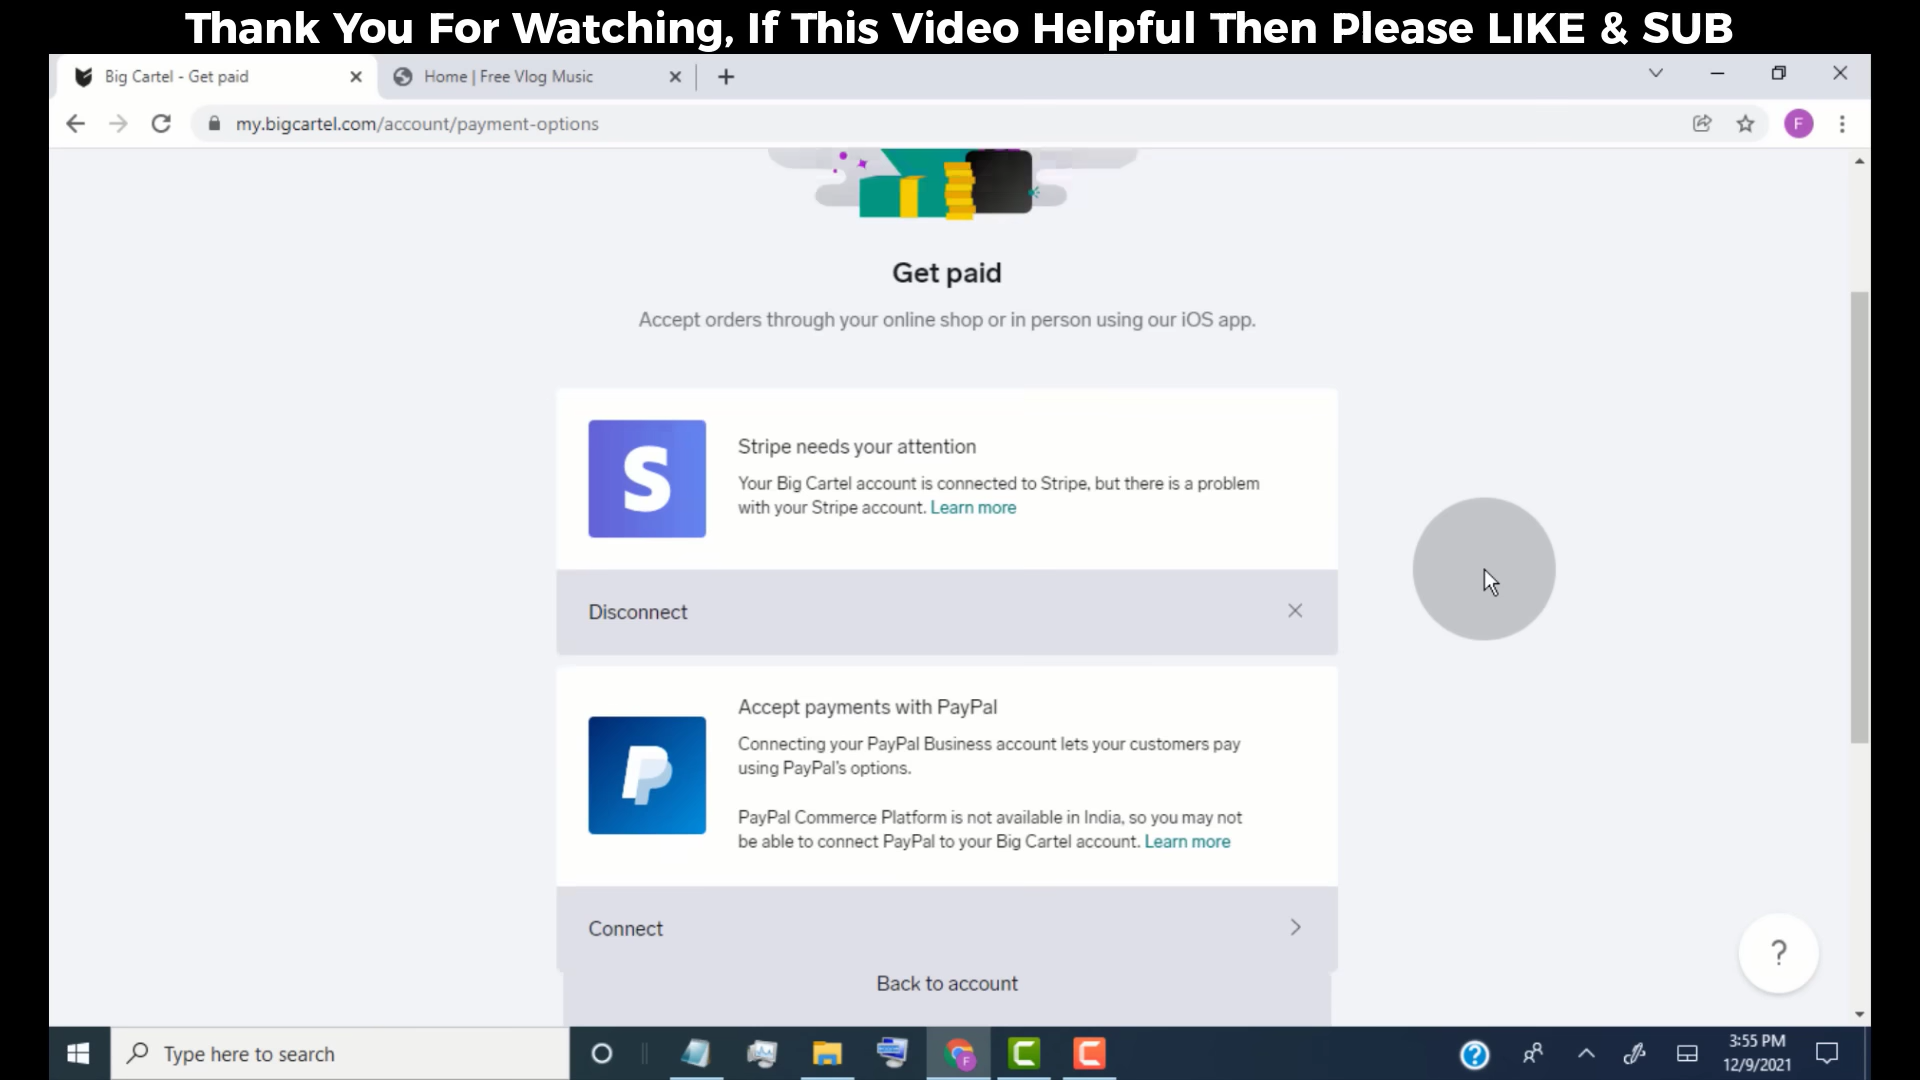 Thank You For Watching, If This Video Helpful Then Please LIKE & SUB
Big Cartel - Get paid
Home | Free Vlog Music
my.bigcartel.com/account/payment-options
F
Get paid
Accept orders through your online shop or in person using our iOS app.
S
Stripe needs your attention
Your Big Cartel account is connected to Stripe, but there is a problem
with your Stripe account. Learn more
Disconnect
P
Accept payments with PayPal
Connecting your PayPal Business account lets your customers pay
using PayPal's options.
PayPal Commerce Platform is not available in India, so you may not
be able to connect PayPal to your Big Cartel account. Learn more
Connect
Back to account
?
Type here to search
F
C
C
?
3:55 PM
12/9/2021